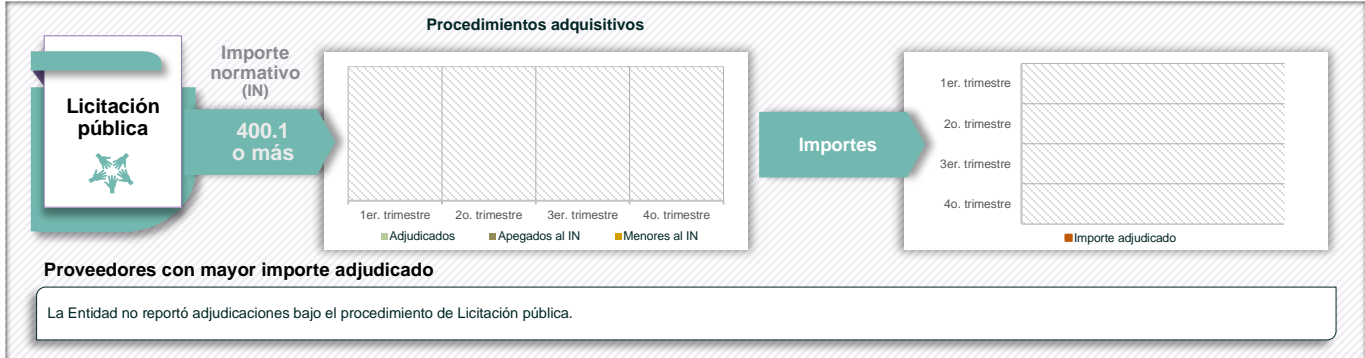 Procedimientos adquisitivos
Licitación
pública
Importe
normativo
(IN)
400.1
o más
1er. trimestre
2o. trimestre
3er. trimestre
4o. trimestre
Adjudicados
Apegados al IN
Menores al IN
Importes
1er. trimestre
2o. trimestre
3er. trimestre
4o. trimestre
Importe adjudicado
Proveedores con mayor importe adjudicado
La Entidad no reportó adjudicaciones bajo el procedimiento de Licitación pública.